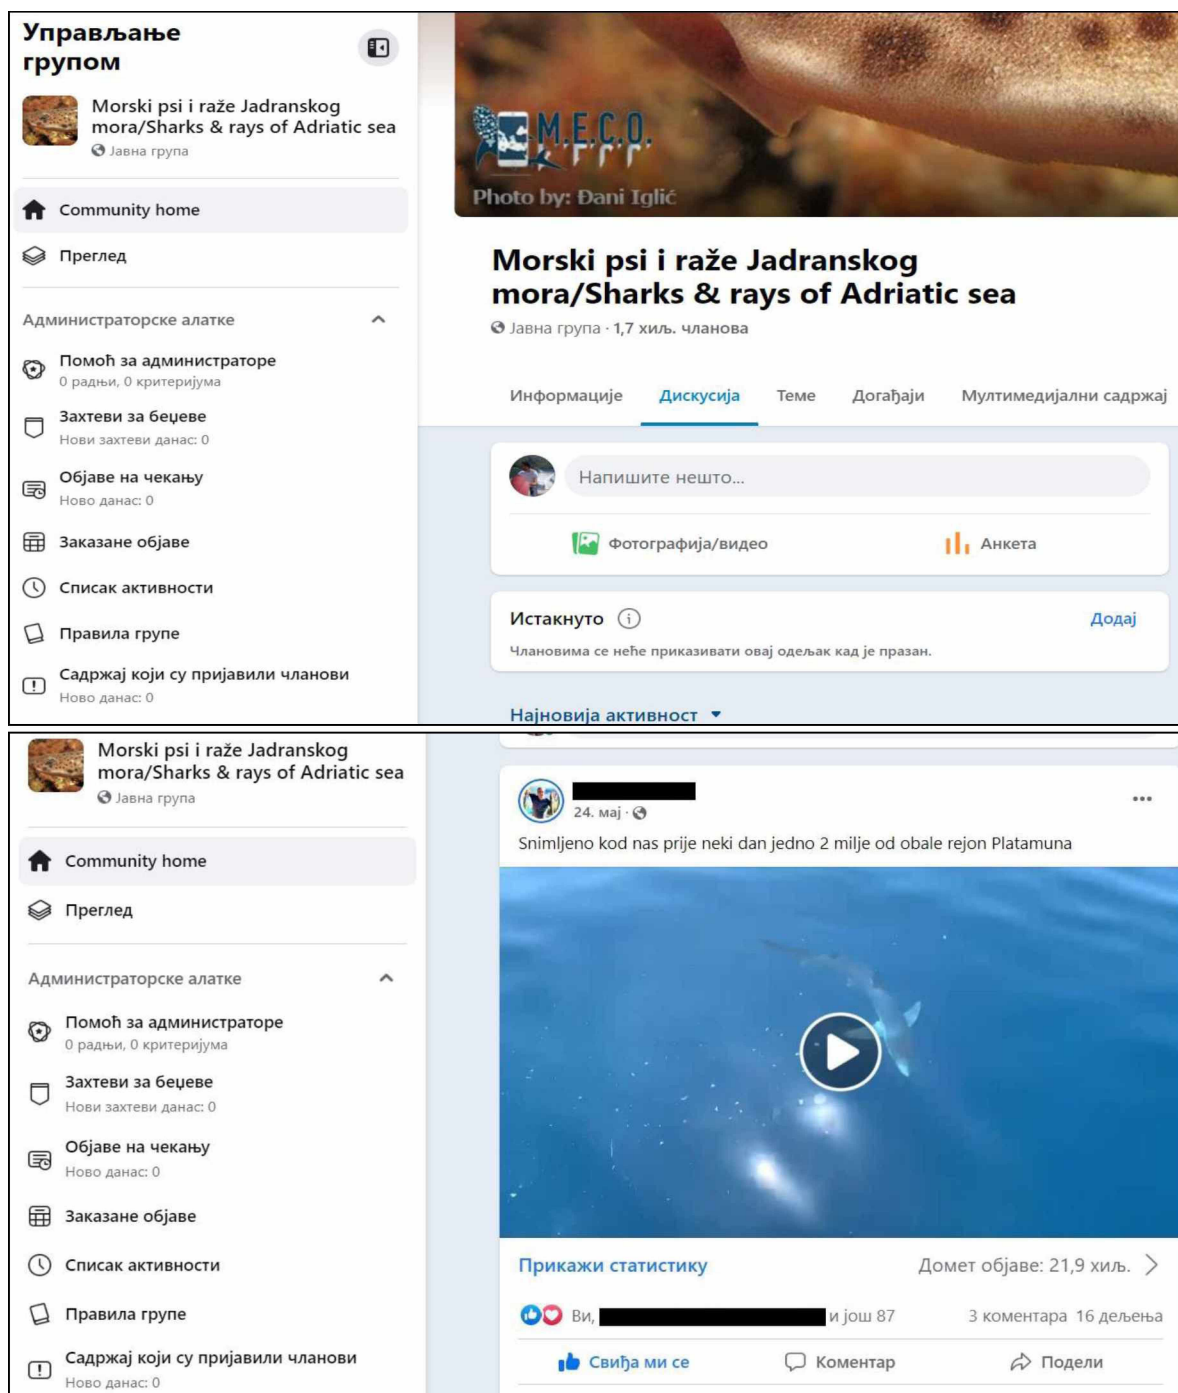 Управљање
групом
Morski psi i raže Jadranskog
mora/Sharks & rays of Adriatic sea
Јавна група
Community home
Преглед
Администраторске алатке
Помоћ за администраторе
0 радњи, 0 критеријума
Захтеви за беџеве
Нови захтеви данас: 0
Објаве на чекању
Ново данас: 0
Заказане објаве
Списак активности
Правила групе
Садржај који су пријавили чланови
Ново данас: 0
M.E.C.O.
Photo by: Đani Iglić
Morski psi i raže Jadranskog
mora/Sharks & rays of Adriatic sea
Јавна група · 1,7 хиљ. чланова
Информације Дискусија Теме Догађаји Мултимедијални садржај
Напишите нешто...
Фотографија/видео Анкета
Истакнуто Додај
Члановима се неће приказивати овај одељак кад је празан.
Најновија активност
Morski psi i raže Jadranskog
mora/Sharks & rays of Adriatic sea
Јавна група
Community home
Преглед
Администраторске алатке
Помоћ за администраторе
0 радњи, 0 критеријума
Захтеви за беџеве
Нови захтеви данас: 0
Објаве на чекању
Ново данас: 0
Заказане објаве
Списак активности
Правила групе
Садржај који су пријавили чланови
Ново данас: 0
24. мај ·
Snimljeno kod nas prije neki dan jedno 2 milje od obale rejon Platamuna
Прикажи статистику Домет објаве: 21,9 хиљ.
Ви, и још 87 3 коментара 16 дељења
Свиђа ми се Коментар Подели